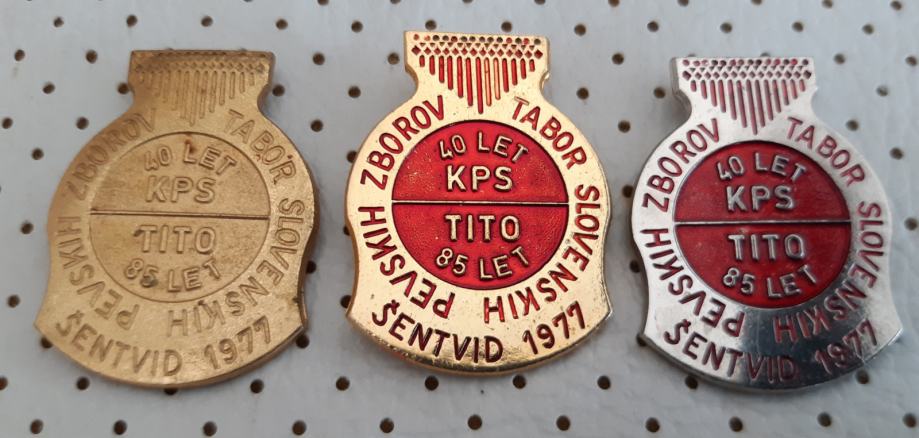 TABOR SLOVENSKIH PEVSKIH ZBOROV
40 LET
KPS
TITO
85 LET
ŠENTVID 1977
TABOR SLOVENSKIH PEVSKIH ZBOROV
40 LET
KPS
TITO
85 LET
ŠENTVID 1977
TABOR SLOVENSKIH PEVSKIH ZBOROV
40 LET
KPS
TITO
85 LET
ŠENTVID 1977